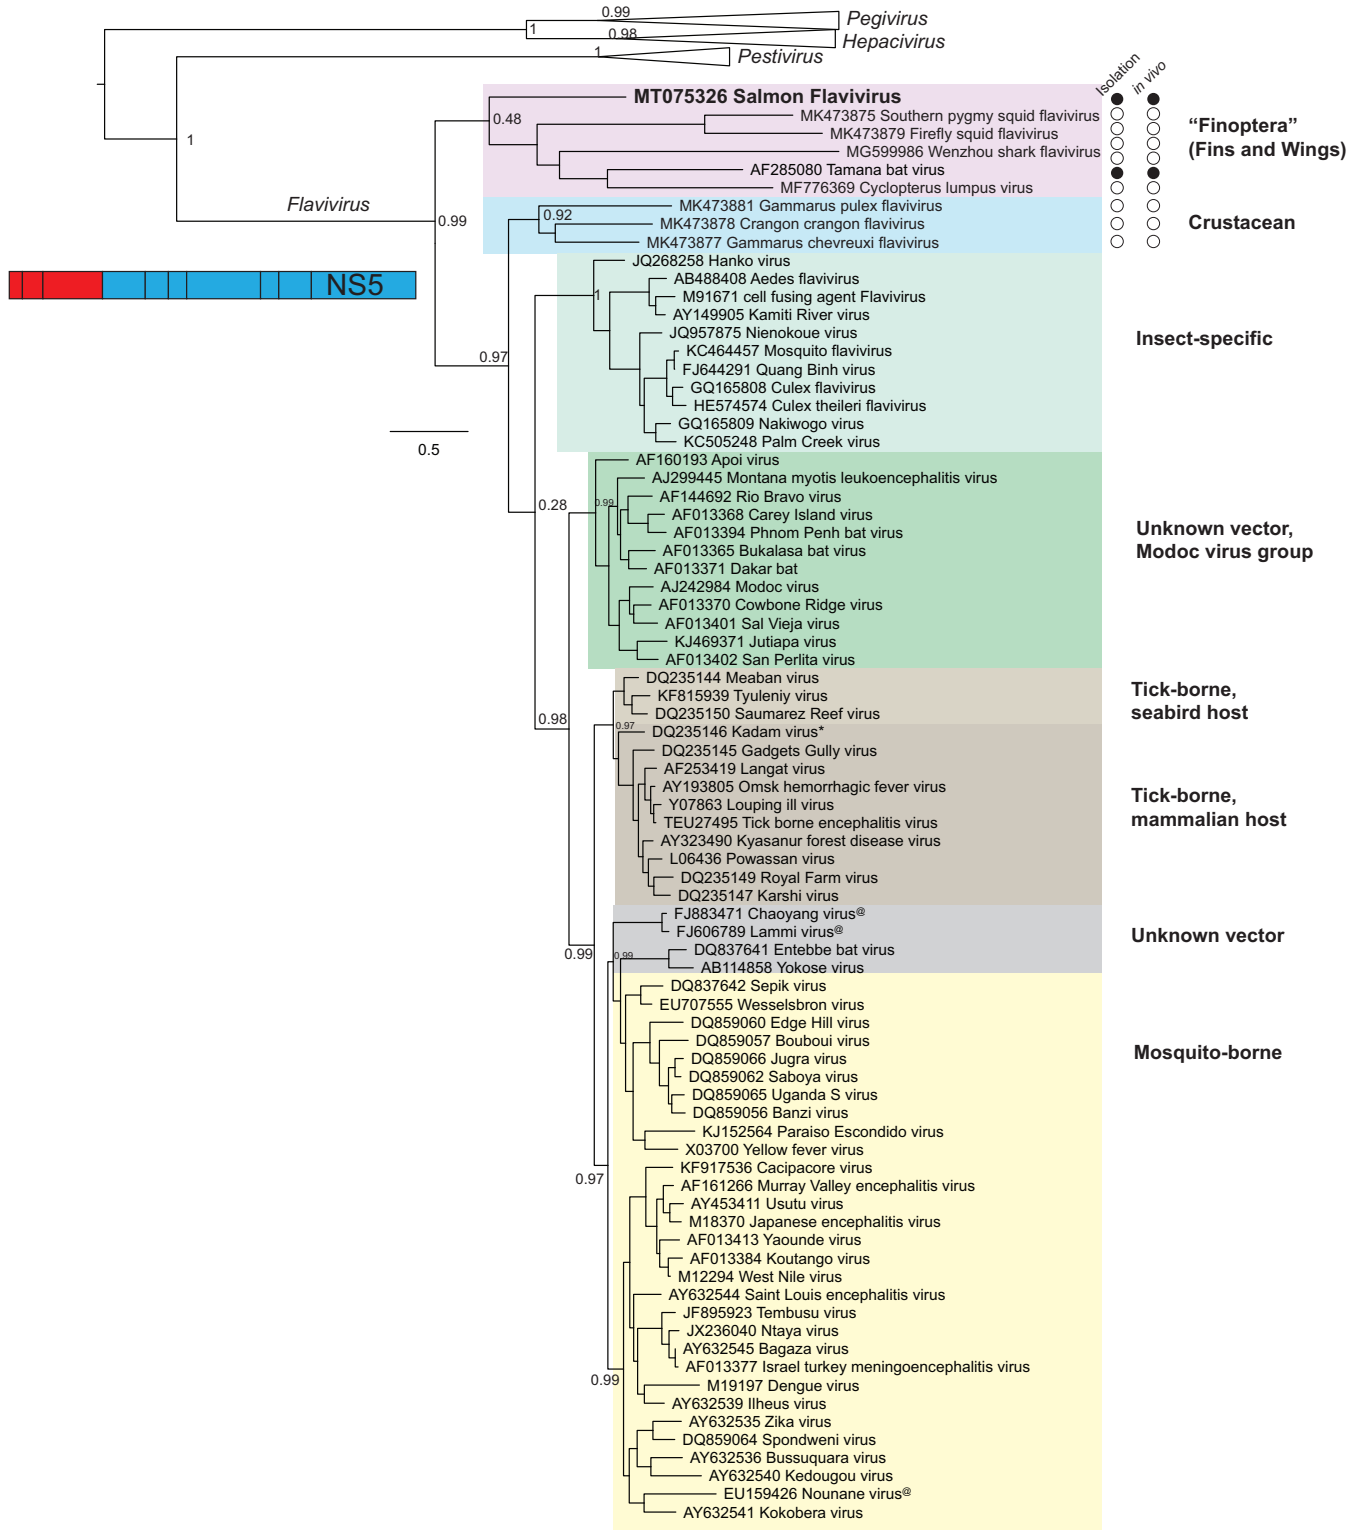 0.99
Pegivirus
1
0.98
Hepacivirus
1
Pestivirus
Isolation
in vivo
MT075326 Salmon Flavivirus
0.48
MK473875 Southern pygmy squid flavivirus
“Finoptera”
MK473879 Firefly squid flavivirus
1
(Fins and Wings)
MG599986 Wenzhou shark flavivirus
AF285080 Tamana bat virus
MF776369 Cyclopterus lumpus virus
Flavivirus
MK473881 Gammarus pulex flavivirus
0.92
0.99
MK473878 Crangon crangon flavivirus
Crustacean
MK473877 Gammarus chevreuxi flavivirus
JQ268258 Hanko virus
AB488408 Aedes flavivirus
NS5
1
M91671 cell fusing agent Flavivirus
AY149905 Kamiti River virus
JQ957875 Nienokoue virus
Insect-specific
KC464457 Mosquito flavivirus
0.97
FJ644291 Quang Binh virus
GQ165808 Culex flavivirus
HE574574 Culex theileri flavivirus
GQ165809 Nakiwogo virus
KC505248 Palm Creek virus
0.5
AF160193 Apoi virus
AJ299445 Montana myotis leukoencephalitis virus
AF144692 Rio Bravo virus
0.28
0.99
AF013368 Carey Island virus
Unknown vector,
AF013394 Phnom Penh bat virus
AF013365 Bukalasa bat virus
Modoc virus group
AF013371 Dakar bat
AJ242984 Modoc virus
AF013370 Cowbone Ridge virus
AF013401 Sal Vieja virus
KJ469371 Jutiapa virus
AF013402 San Perlita virus
DQ235144 Meaban virus
Tick-borne,
KF815939 Tyuleniy virus
seabird host
DQ235150 Saumarez Reef virus
0.98
0.97
DQ235146 Kadam virus*
DQ235145 Gadgets Gully virus
AF253419 Langat virus
AY193805 Omsk hemorrhagic fever virus
Tick-borne,
Y07863 Louping ill virus
mammalian host
TEU27495 Tick borne encephalitis virus
AY323490 Kyasanur forest disease virus
L06436 Powassan virus
DQ235149 Royal Farm virus
DQ235147 Karshi virus
FJ883471 Chaoyang virus@
FJ606789 Lammi virus@
Unknown vector
DQ837641 Entebbe bat virus
0.99
0.99
AB114858 Yokose virus
DQ837642 Sepik virus
EU707555 Wesselsbron virus
DQ859060 Edge Hill virus
DQ859057 Bouboui virus
Mosquito-borne
DQ859066 Jugra virus
DQ859062 Saboya virus
DQ859065 Uganda S virus
DQ859056 Banzi virus
KJ152564 Paraiso Escondido virus
X03700 Yellow fever virus
KF917536 Cacipacore virus
0.97
AF161266 Murray Valley encephalitis virus
AY453411 Usutu virus
M18370 Japanese encephalitis virus
AF013413 Yaounde virus
AF013384 Koutango virus
M12294 West Nile virus
AY632544 Saint Louis encephalitis virus
JF895923 Tembusu virus
JX236040 Ntaya virus
AY632545 Bagaza virus
AF013377 Israel turkey meningoencephalitis virus
0.99
M19197 Dengue virus
AY632539 Ilheus virus
AY632535 Zika virus
DQ859064 Spondweni virus
AY632536 Bussuquara virus
AY632540 Kedougou virus
EU159426 Nounane virus@
AY632541 Kokobera virus